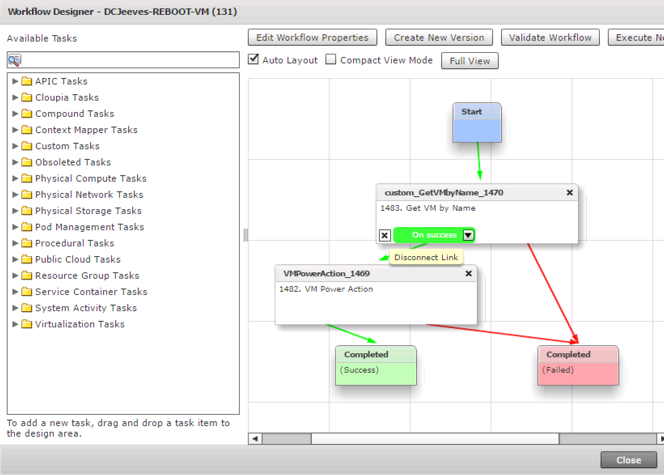 Workflow Designer - DCJeeves-REBOOT-VM (131)
Available Tasks
Edit Workflow Properties
Create New Version
Validate Workflow
Execute Ne
Auto Layout
Compact View Mode
Full View
APIC Tasks
Cloupia Tasks
Compound Tasks
Context Mapper Tasks
Custom Tasks
Obsoleted Tasks
Physical Compute Tasks
Physical Network Tasks
Physical Storage Tasks
Pod Management Tasks
Procedural Tasks
Public Cloud Tasks
Resource Group Tasks
Service Container Tasks
System Activity Tasks
Virtualization Tasks
To add a new task, drag and drop a task item to
the design area.
Start
custom_GetVMbyName_1470
1483. Get VM by Name
On success
Disconnect Link
VMPowerAction_1469
1482. VM Power Action
Completed
(Success)
Completed
(Failed)
Close